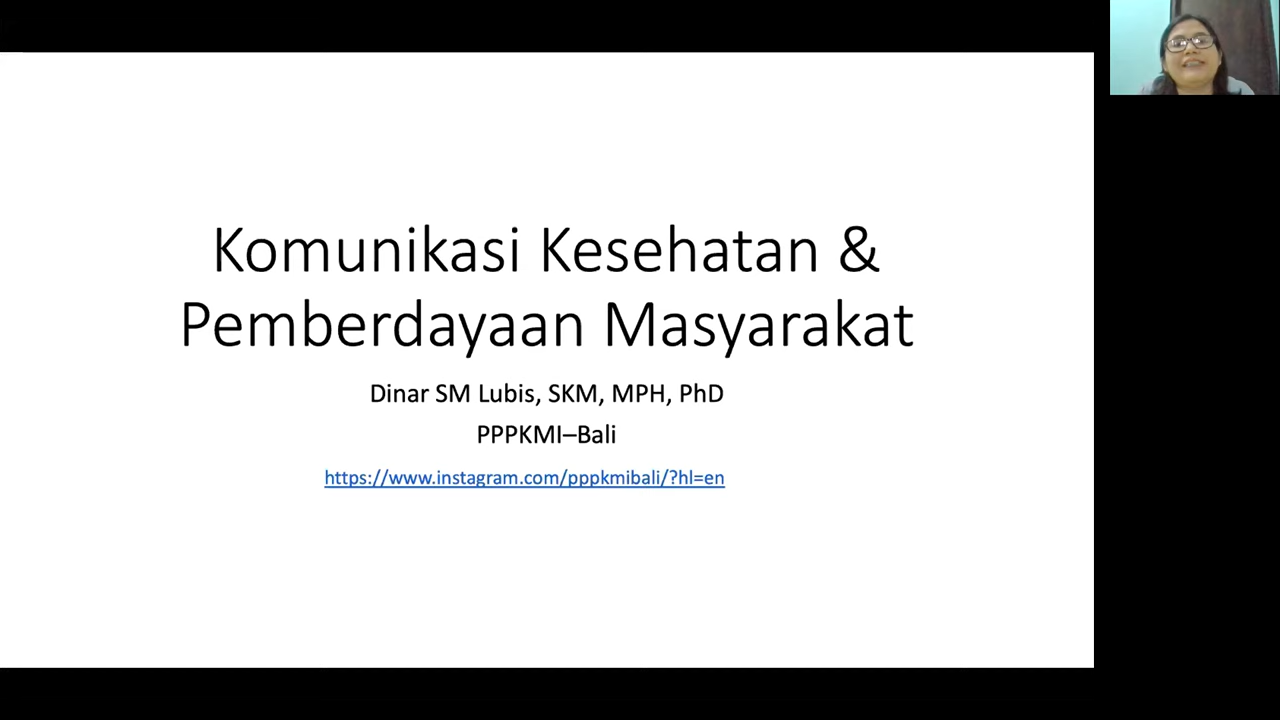 Komunikasi Kesehatan &
Pemberdayaan Masyarakat
Dinar SM Lubis, SKM, MPH, PhD
PPPKMI–Bali
https://www.instagram.com/pppkmibali/?hl=en